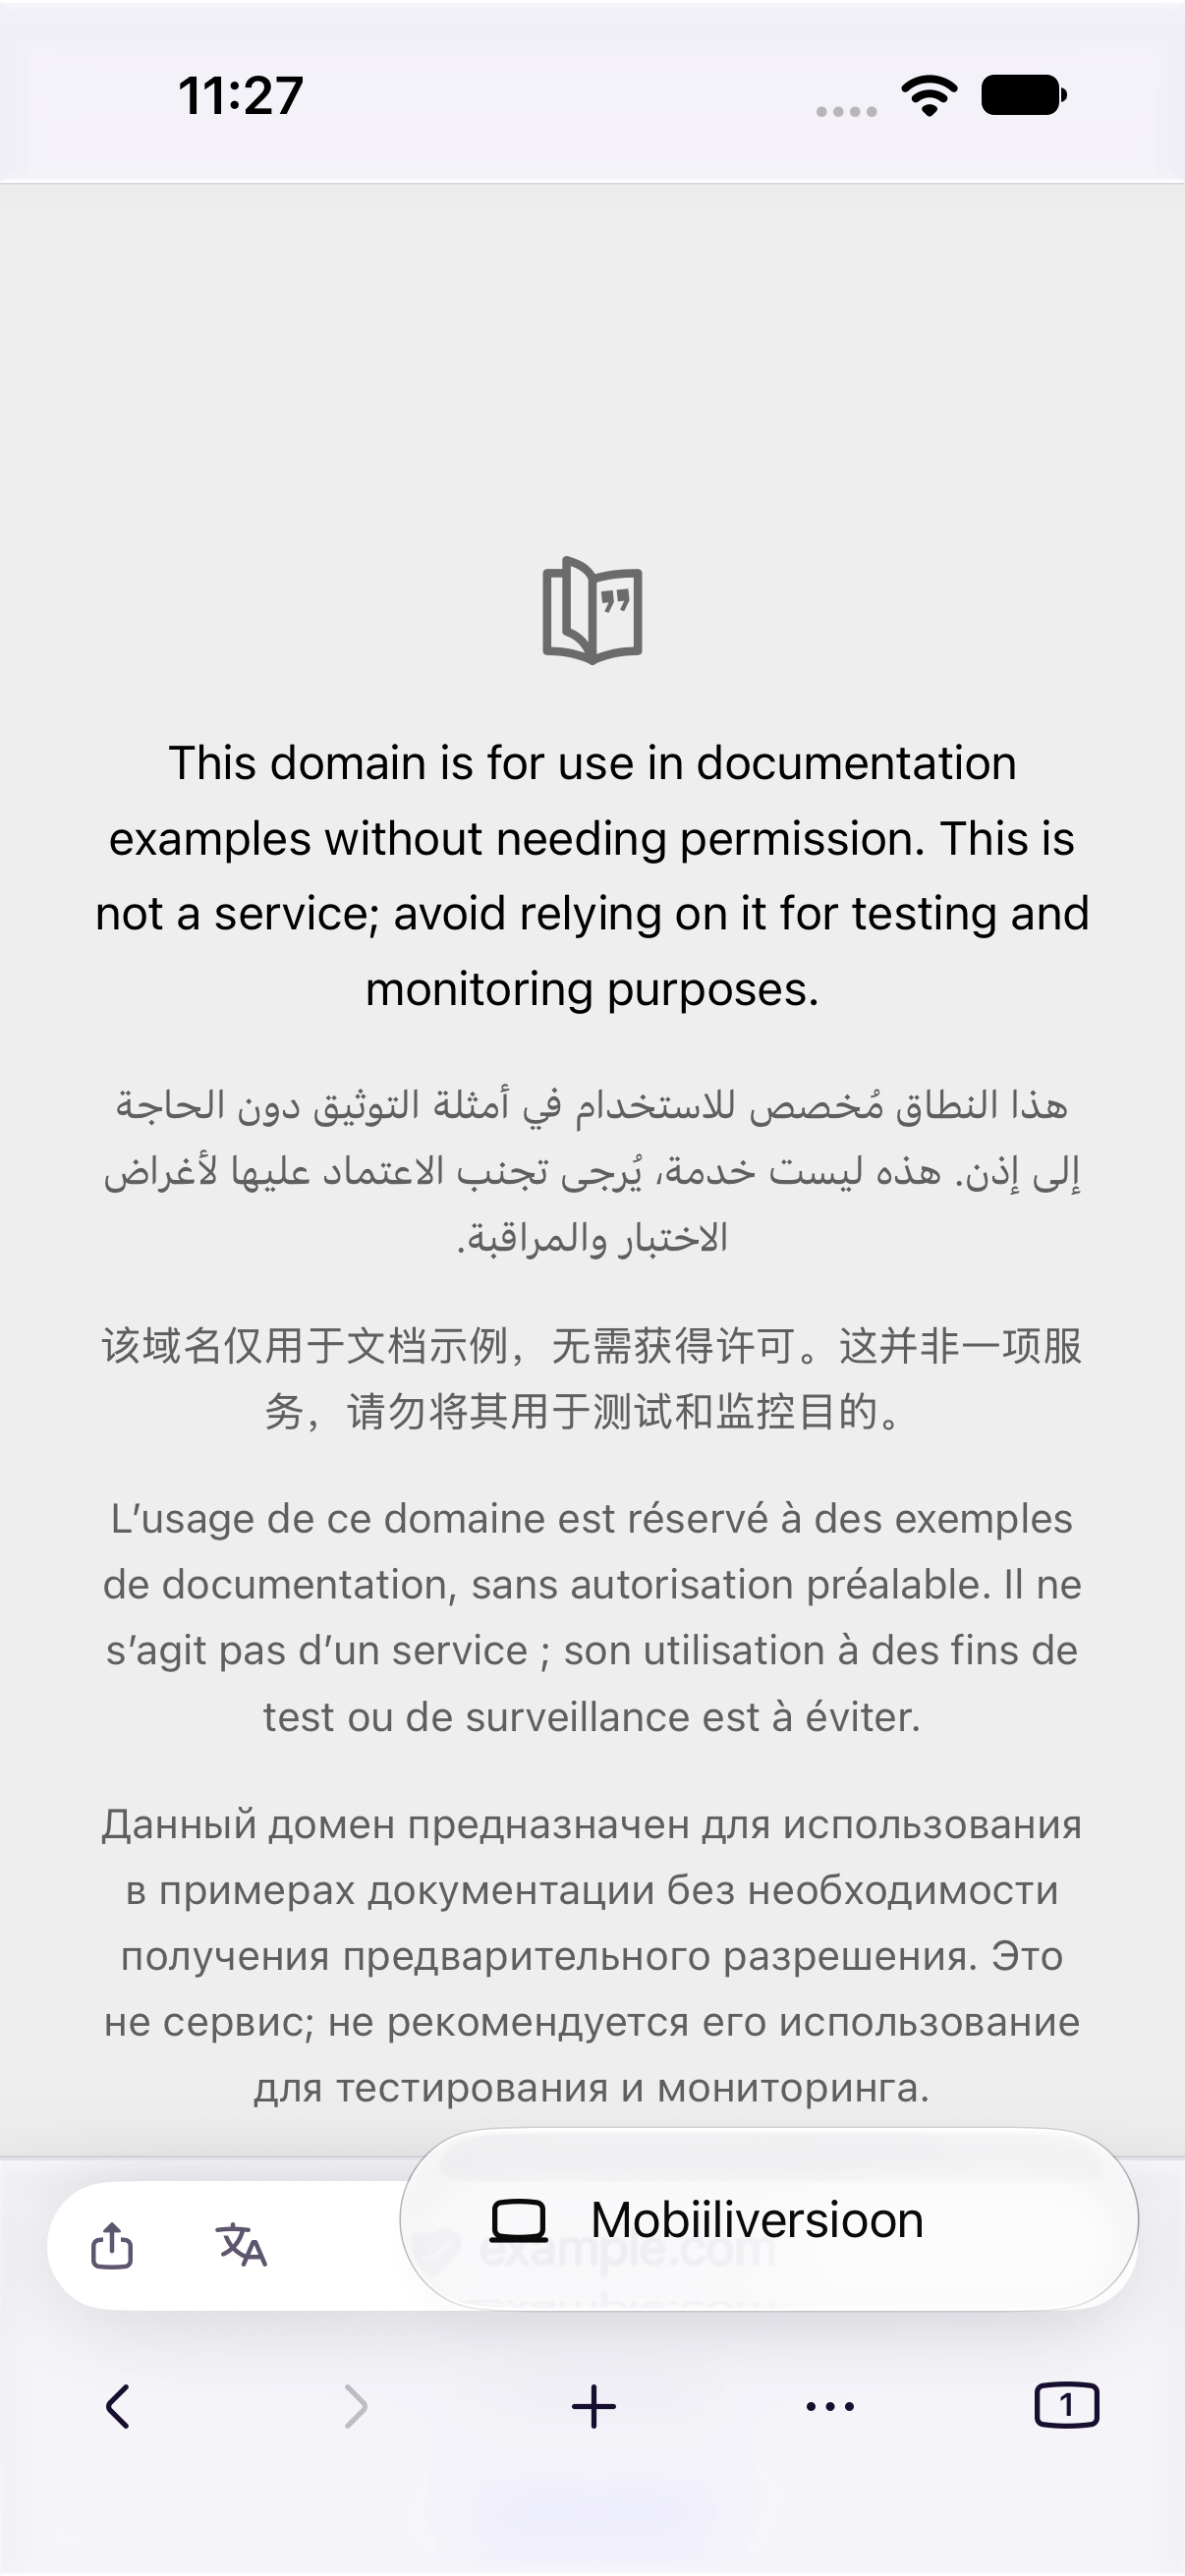 11:27
This domain is for use in documentation
examples without needing permission. This is
not a service; avoid relying on it for testing and
monitoring purposes.
هذا النطاق مُخصص للاستخدام في أمثلة التوثيق دون الحاجة
إلى إذن. هذه ليست خدمة، يُرجى تجنب الاعتماد عليها لأغراض
الاختبار والمراقبة.
该域名仅用于文档示例，无需获得许可。这并非一项服
务，请勿将其用于测试和监控目的。
L’usage de ce domaine est réservé à des exemples
de documentation, sans autorisation préalable. Il ne
s’agit pas d’un service ; son utilisation à des fins de
test ou de surveillance est à éviter.
Данный домен предназначен для использования
в примерах документации без необходимости
получения предварительного разрешения. Это
не сервис; не рекомендуется его использование
для тестирования и мониторинга.
Mobiiliversioon
example.com
1